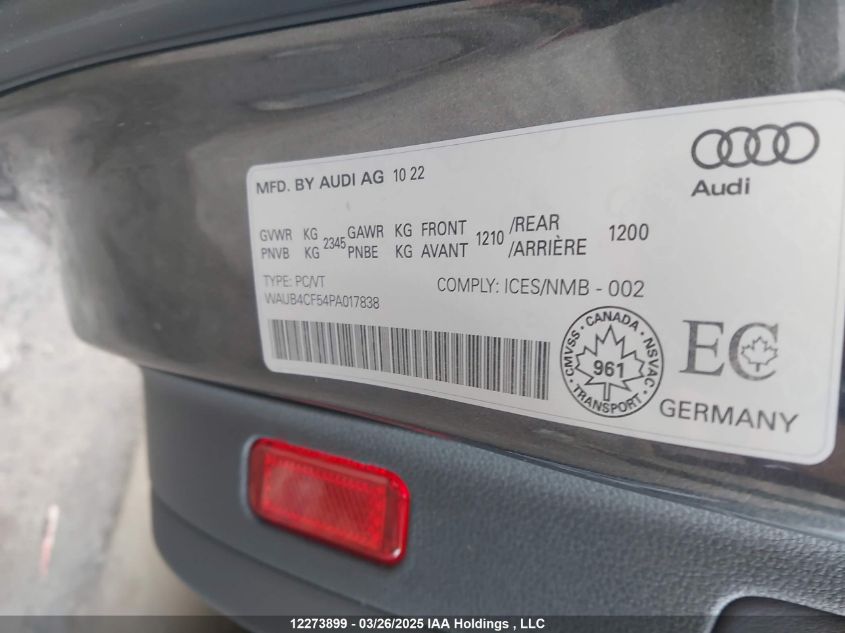 Audi
MFD. BY AUDI AG 10 22
GVWR KG 2345 GAWR KG FRONT 1210 /REAR 1200
PNVB KG PNBE KG AVANT /ARRIÈRE
TYPE: PC/VT
COMPLY: ICES/NMB - 002
WAUB4CF54PA017838
CANADA
CMVSS · NSVAC
961
TRANSPORT
EC
GERMANY
12273899 - 03/26/2025 IAA Holdings , LLC